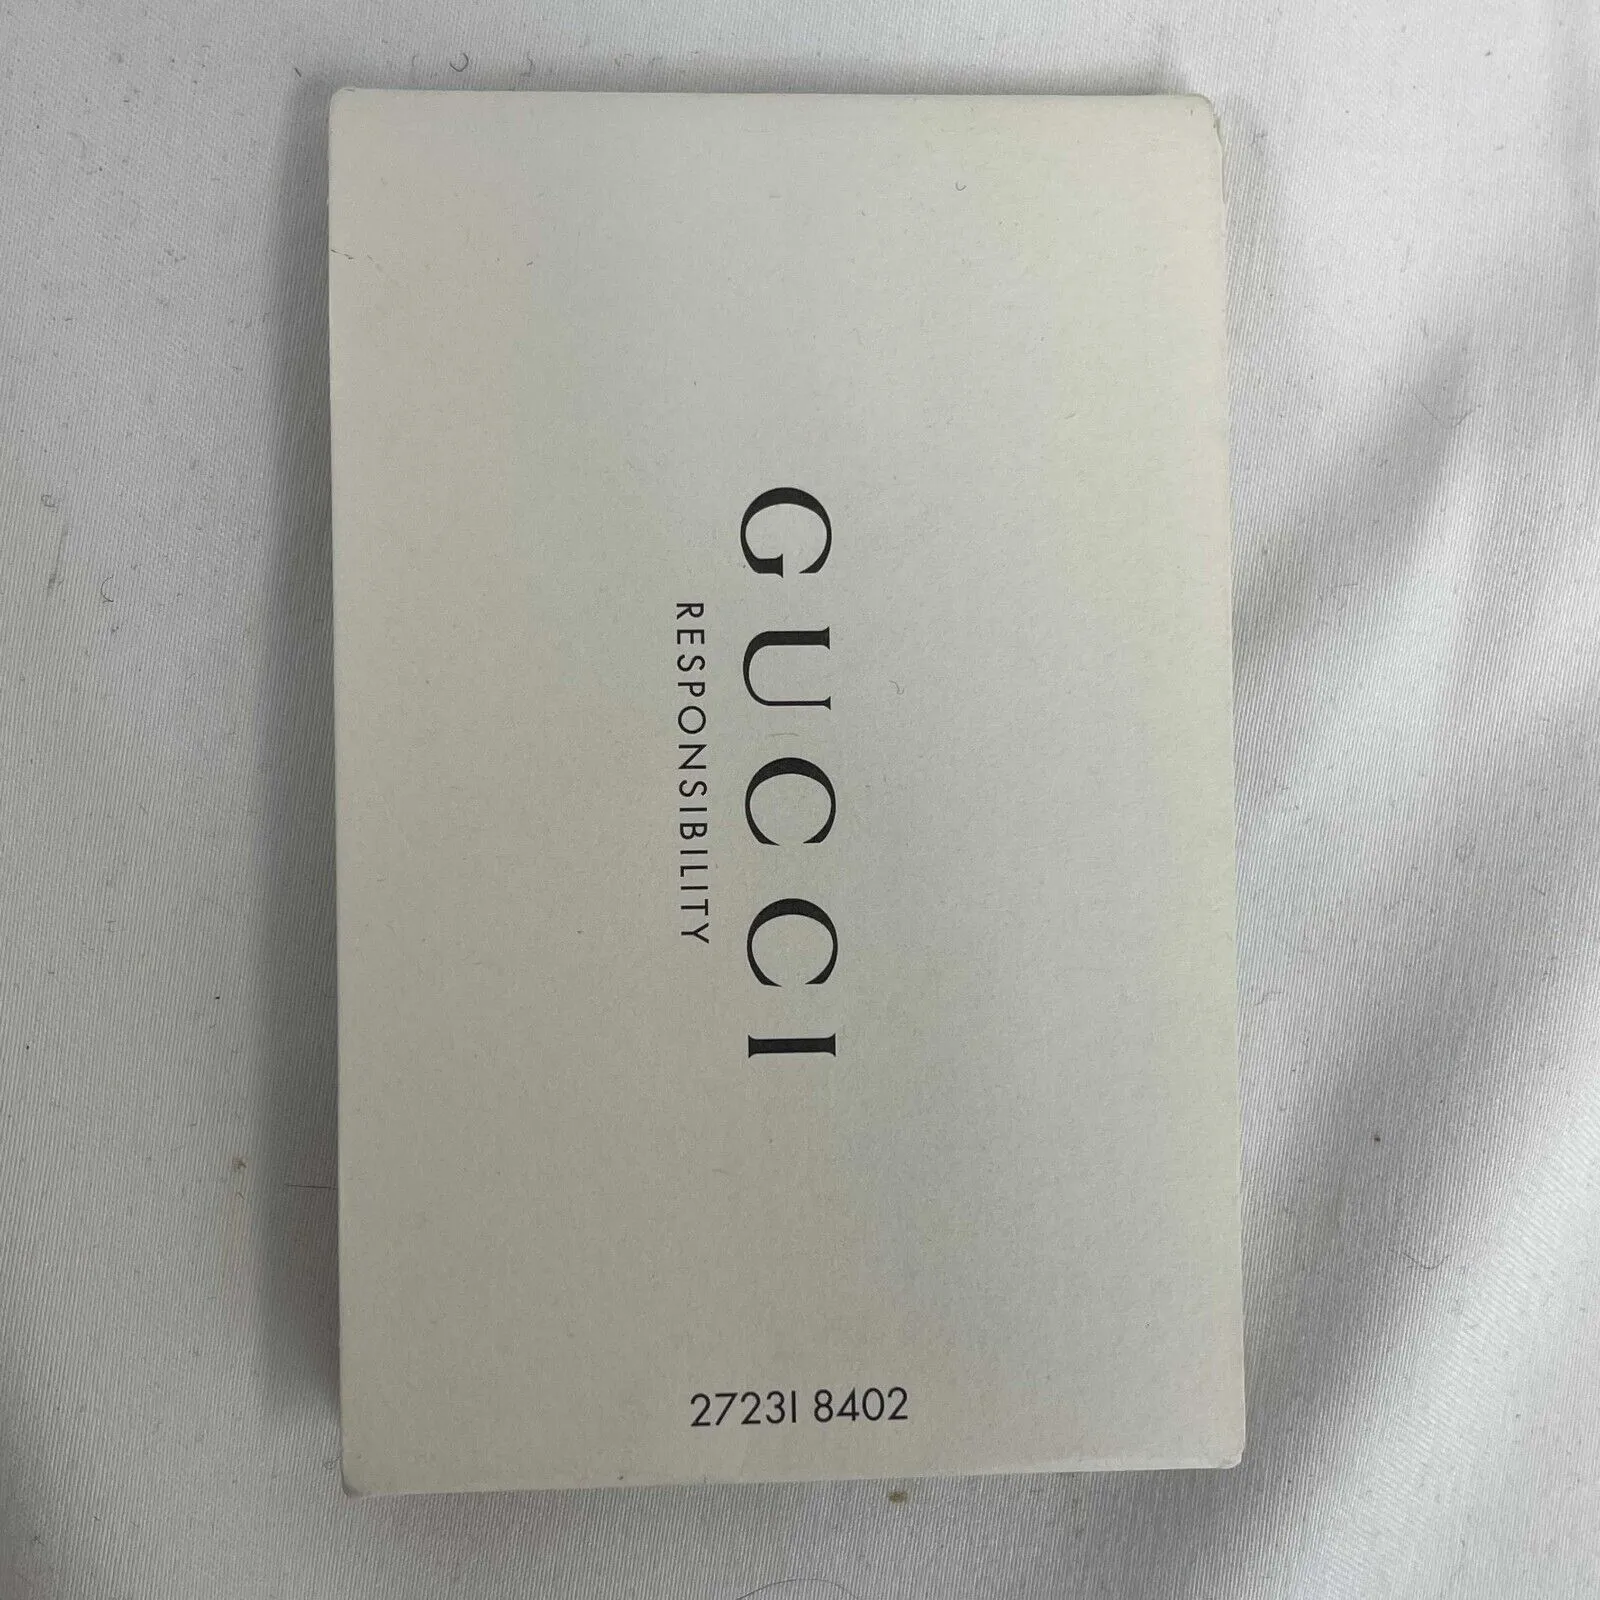 GUCCI
RESPONSIBILITY
27231 8402